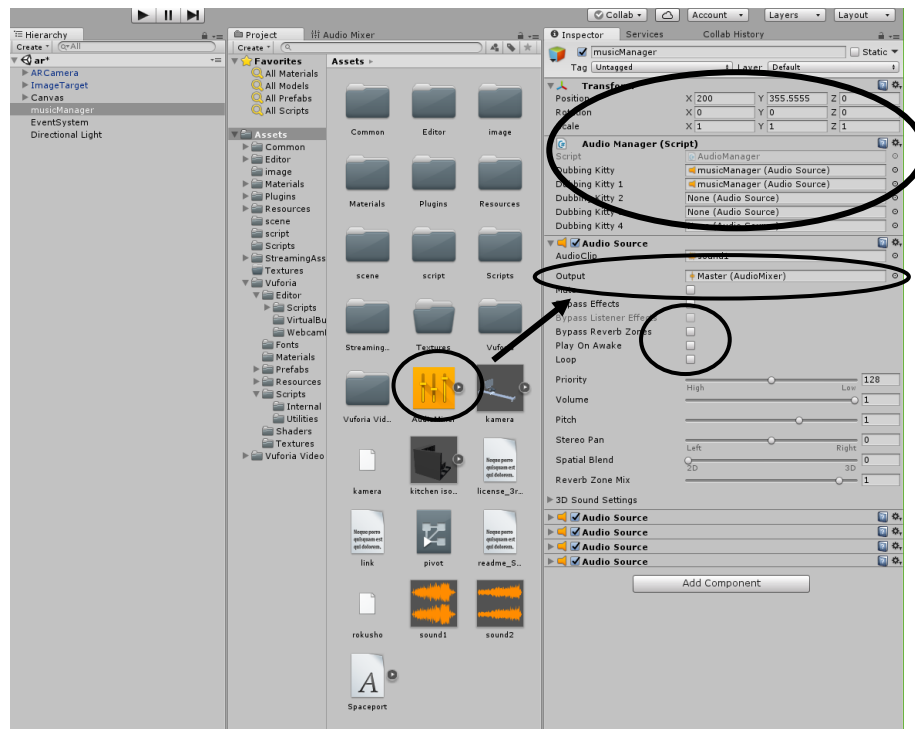 Collab
Account
Layers
Layout
Hierarchy
Create
Q▾All
ar*
ARCamera
ImageTarget
Canvas
musicManager
EventSystem
Directional Light
Project
Audio Mixer
Create
Favorites
All Materials
All Models
All Prefabs
All Scripts
Assets
Common
Editor
image
Materials
Plugins
Resources
scene
script
Scripts
StreamingAss
Textures
Vuforia
Editor
Scripts
VirtualBu
Webcam
Fonts
Materials
Prefabs
Resources
Scripts
Internal
Utilities
Shaders
Textures
Vuforia Video
Assets
Common Editor image
Materials Plugins Resources
scene script Scripts
Streaming... Textures Vuforia
Vuforia Vid... AudioMixer kamera
kamera kitchen iso... license_3r...
link pivot readme_S...
rokusho sound1 sound2
Spaceport
Inspector Services Collab History
musicManager Static
Tag Untagged Layer Default
Transform
Position X 200 Y 355.5555 Z 0
Rotation X 0 Y 0 Z 0
Scale X 1 Y 1 Z 1
Audio Manager (Script)
Script AudioManager
Dubbing Kitty musicManager (Audio Source)
Dubbing Kitty 1 musicManager (Audio Source)
Dubbing Kitty 2 None (Audio Source)
Dubbing Kitty None (Audio Source)
Dubbing Kitty 4 (Audio Source)
Audio Source
AudioClip sound1
Output Master (AudioMixer)
Mute
Bypass Effects
Bypass Listener Effects
Bypass Reverb Zones
Play On Awake
Loop
Priority 128
High Low
Volume 1
Pitch 1
Stereo Pan 0
Left Right
Spatial Blend 0
2D 3D
Reverb Zone Mix 1
3D Sound Settings
Audio Source
Audio Source
Audio Source
Audio Source
Add Component